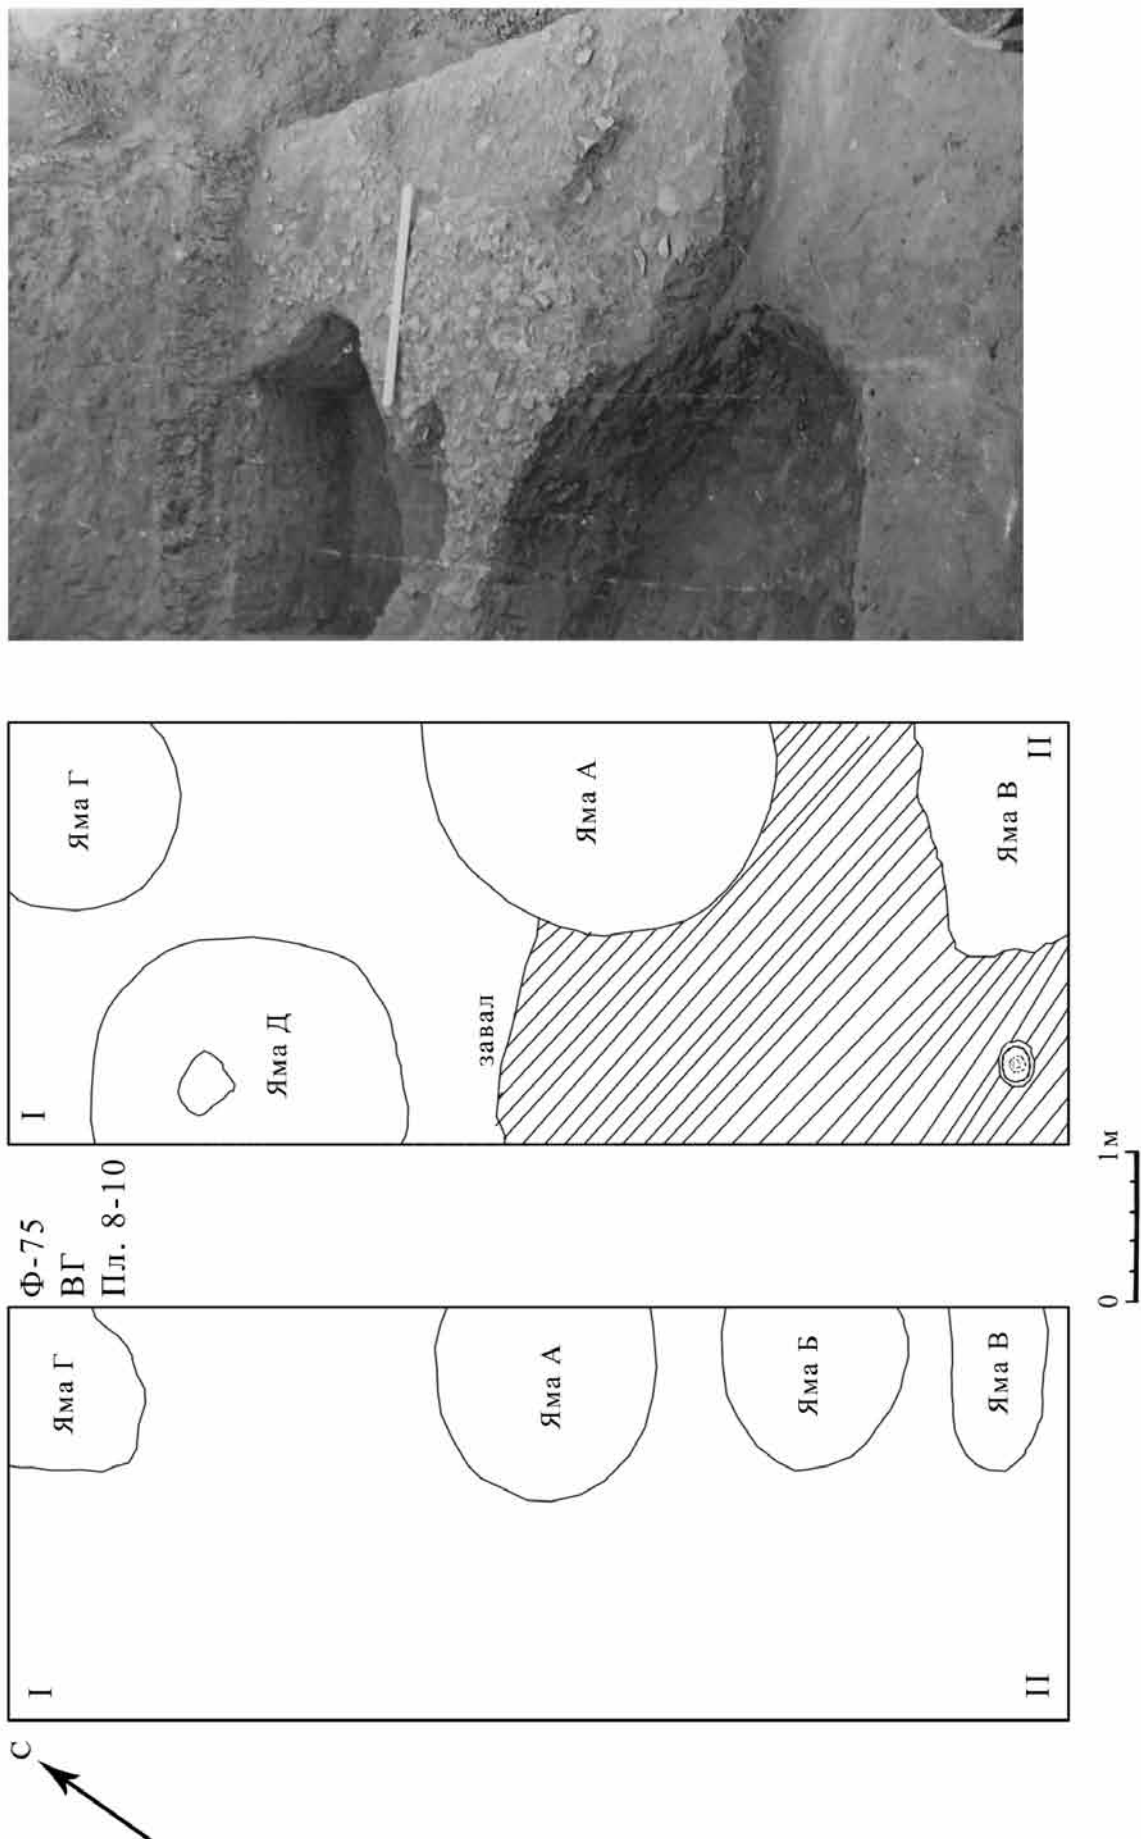 С
I
II
Яма Г
Яма А
Яма Б
Яма В
Ф-75
ВГ
Пл. 8-10
0
1м
I
II
Яма Д
завал
Яма Г
Яма А
Яма В